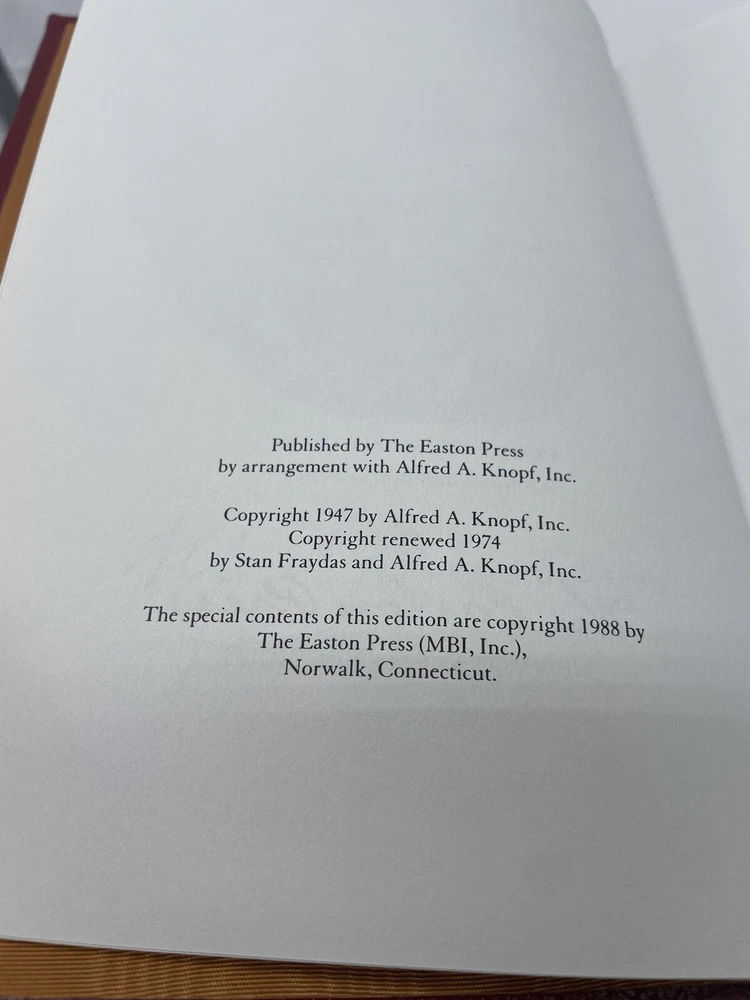 Published by The Easton Press
by arrangement with Alfred A. Knopf, Inc.
Copyright 1947 by Alfred A. Knopf, Inc.
Copyright renewed 1974
by Stan Fraydas and Alfred A. Knopf, Inc.
The special contents of this edition are copyright 1988 by
The Easton Press (MBI, Inc.),
Norwalk, Connecticut.